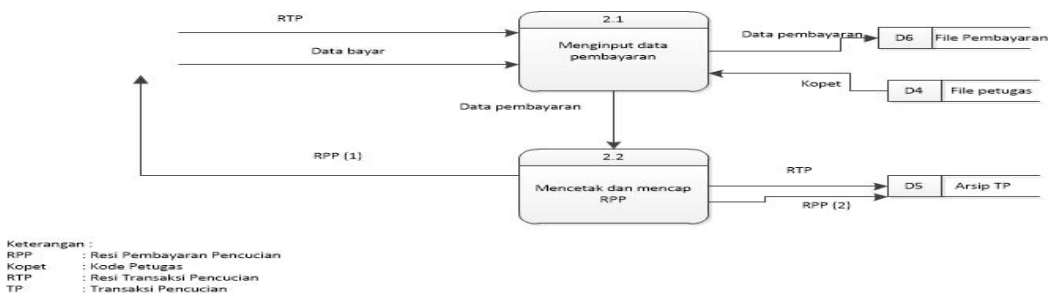 RTP
2.1
Data bayar
Menginput data
pembayaran
Data pembayaran
D6 File Pembayaran
Kopet
D4 File petugas
Data pembayaran
RPP (1)
2.2
Mencetak dan mencap
RPP
RTP
D5 Arsip TP
RPP (2)
Keterangan :
RPP : Resi Pembayaran Pencucian
Kopet : Kode Petugas
RTP : Resi Transaksi Pencucian
TP : Transaksi Pencucian